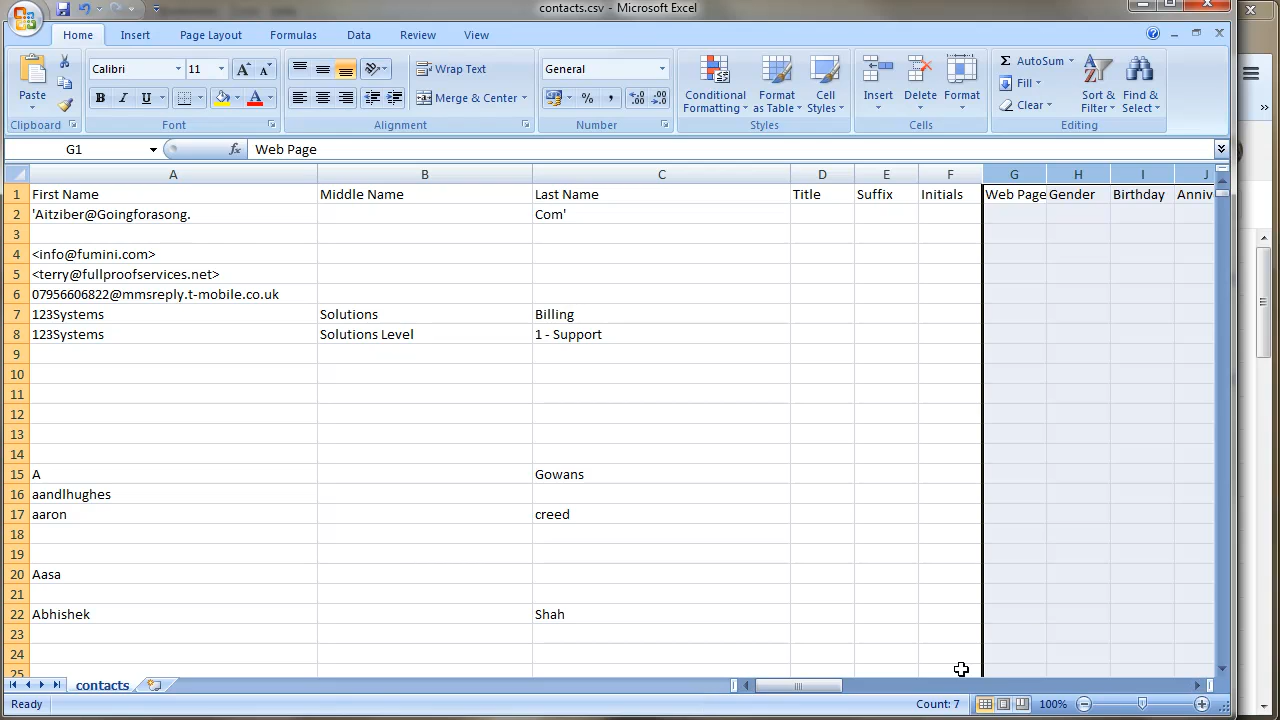 contacts.csv - Microsoft Excel
Home Insert Page Layout Formulas Data Review View
Calibri 11 Wrap Text General AutoSum
Paste B I U Merge & Center % Conditional Formatting Format as Table Cell Styles Insert Delete Format Fill Clear Sort & Filter Find & Select
Clipboard Font Alignment Number Styles Cells Editing
G1 fx Web Page
A B C D E F G H I J
1 First Name Middle Name Last Name Title Suffix Initials Web Page Gender Birthday Anniv
2 'Aitziber@Goingforasong. Com'
3
4 <info@fumini.com>
5 <terry@fullproofservices.net>
6 07956606822@mmsreply.t-mobile.co.uk
7 123Systems Solutions Billing
8 123Systems Solutions Level 1 - Support
9
10
11
12
13
14
15 A Gowans
16 aandlhughes
17 aaron creed
18
19
20 Aasa
21
22 Abhishek Shah
23
24
25
contacts
Ready Count: 7 100%